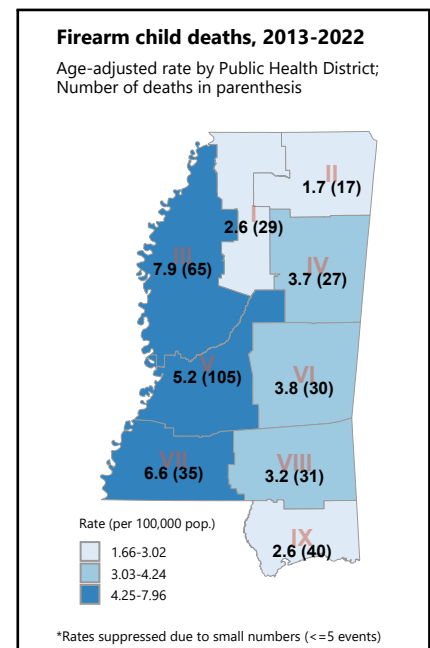 Firearm child deaths, 2013-2022
Age-adjusted rate by Public Health District;
Number of deaths in parenthesis
II
1.7 (17)
I
2.6 (29)
III
7.9 (65)
IV
3.7 (27)
V
5.2 (105)
VI
3.8 (30)
VII
6.6 (35)
VIII
3.2 (31)
IX
2.6 (40)
Rate (per 100,000 pop.)
1.66-3.02
3.03-4.24
4.25-7.96
*Rates suppressed due to small numbers (<=5 events)